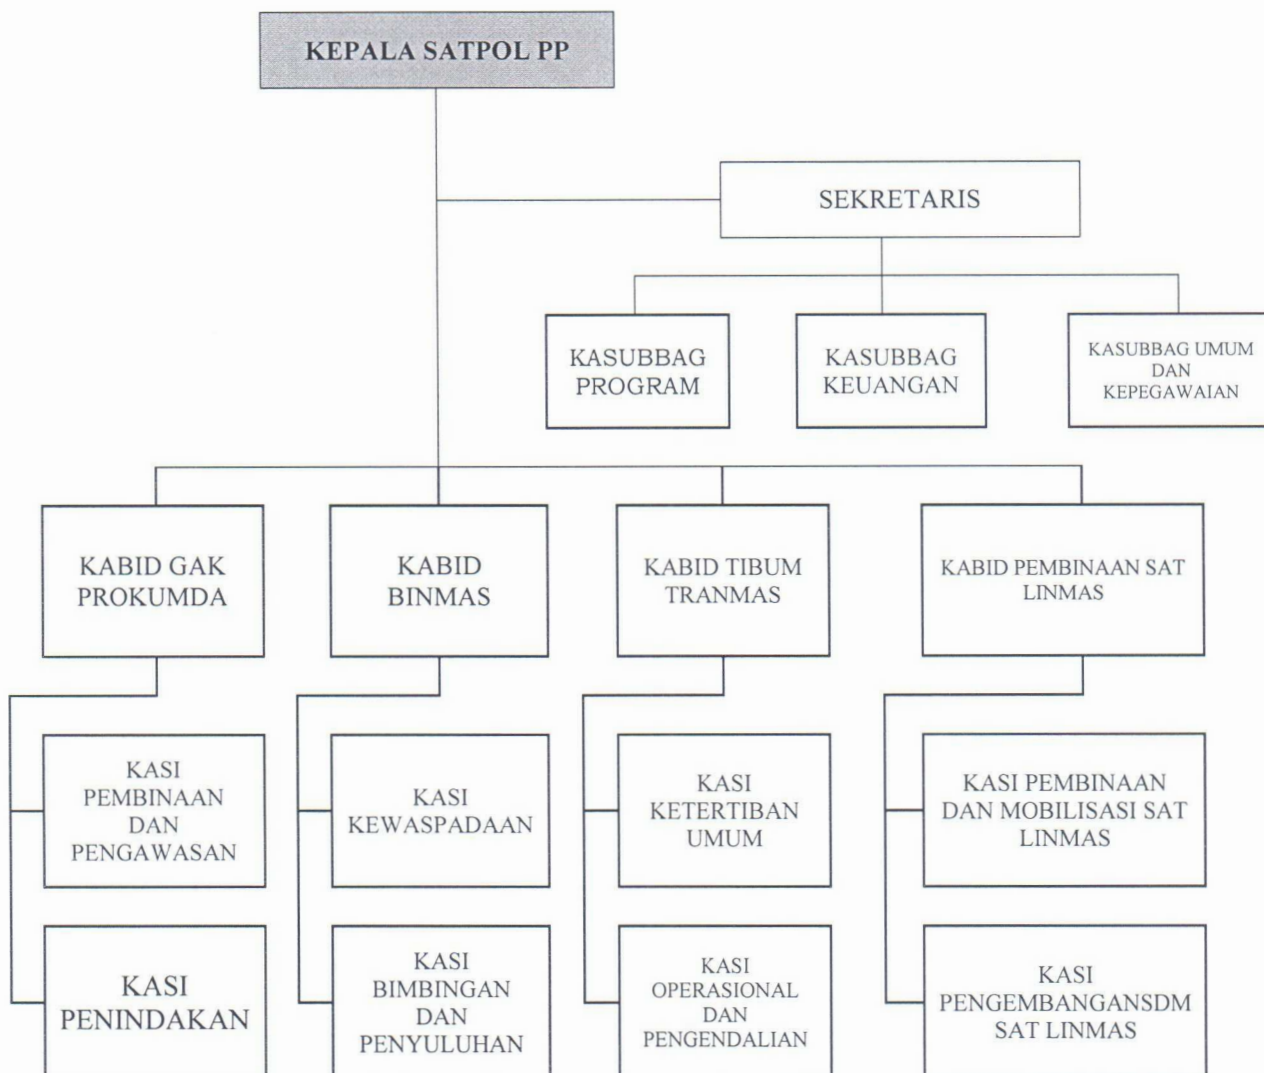 KEPALA SATPOL PP
SEKRETARIS
KASUBBAG
PROGRAM
KASUBBAG
KEUANGAN
KASUBBAG UMUM
DAN
KEPEGAWAIAN
KABID GAK
PROKUMDA
KABID
BINMAS
KABID TIBUM
TRANMAS
KABID PEMBINAAN SAT
LINMAS
KASI
PEMBINAAN
DAN
PENGAWASAN
KASI
KEWASPADAAN
KASI
KETERTIBAN
UMUM
KASI PEMBINAAN
DAN MOBILISASI SAT
LINMAS
KASI
PENINDAKAN
KASI
BIMBINGAN
DAN
PENYULUHAN
KASI
OPERASIONAL
DAN
PENGENDALIAN
KASI
PENGEMBANGANSDM
SAT LINMAS